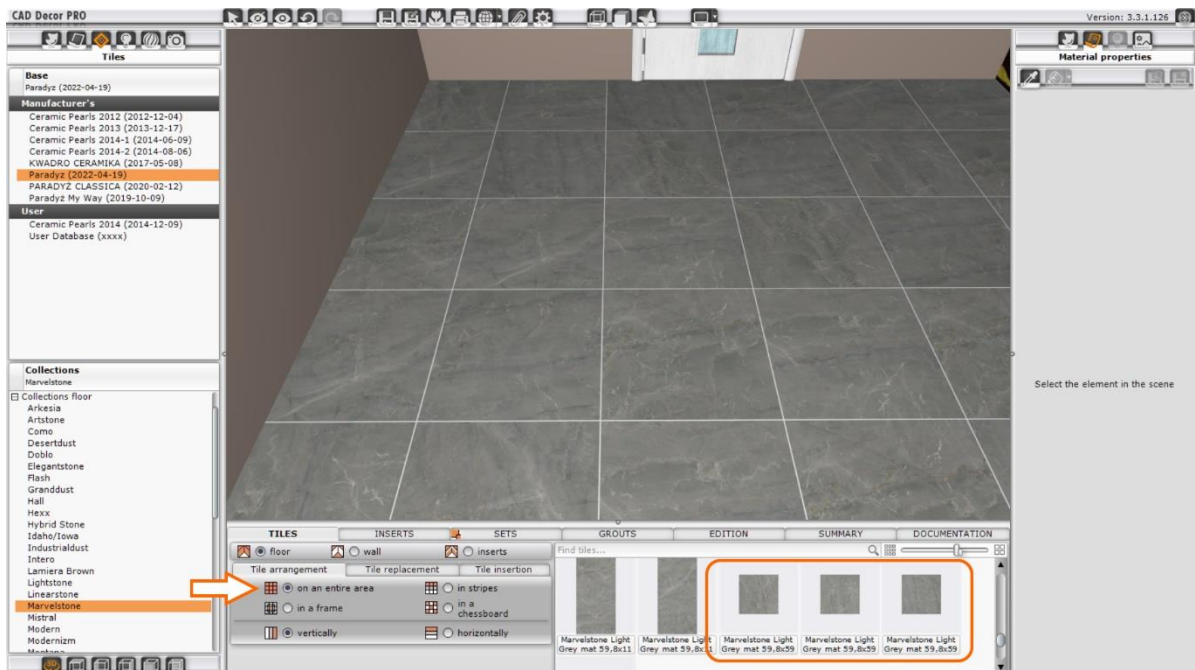 CAD Decor PRO
Version: 3.3.1.126
Tiles
Base
Paradyz (2022-04-19)
Manufacturer's
Ceramic Pearls 2012 (2012-12-04)
Ceramic Pearls 2013 (2013-12-17)
Ceramic Pearls 2014-1 (2014-06-09)
Ceramic Pearls 2014-2 (2014-08-06)
KWADRO CERAMIKA (2017-05-08)
Paradyz (2022-04-19)
PARADYŻ CLASSICA (2020-02-12)
Paradyż My Way (2019-10-09)
User
Ceramic Pearls 2014 (2014-12-09)
User Database (xxxx)
Collections
Marvelstone
Collections floor
Arkesia
Artstone
Como
Desertdust
Doblo
Elegantstone
Flash
Granddust
Hall
Hexx
Hybrid Stone
Idaho/Iowa
Industrialdust
Intero
Lamiera Brown
Lightstone
Linearstone
Marvelstone
Mistral
Modern
Modernizm
Montana
3D
TILES
INSERTS
SETS
GROUTS
EDITION
SUMMARY
DOCUMENTATION
floor
wall
inserts
Find tiles...
Tile arrangement
Tile replacement
Tile insertion
on an entire area
in stripes
in a frame
in a chessboard
vertically
horizontally
Marvelstone Light Grey mat 59,8x11
Marvelstone Light Grey mat 59,8x11
Marvelstone Light Grey mat 59,8x59
Marvelstone Light Grey mat 59,8x59
Marvelstone Light Grey mat 59,8x59
Material properties
Select the element in the scene